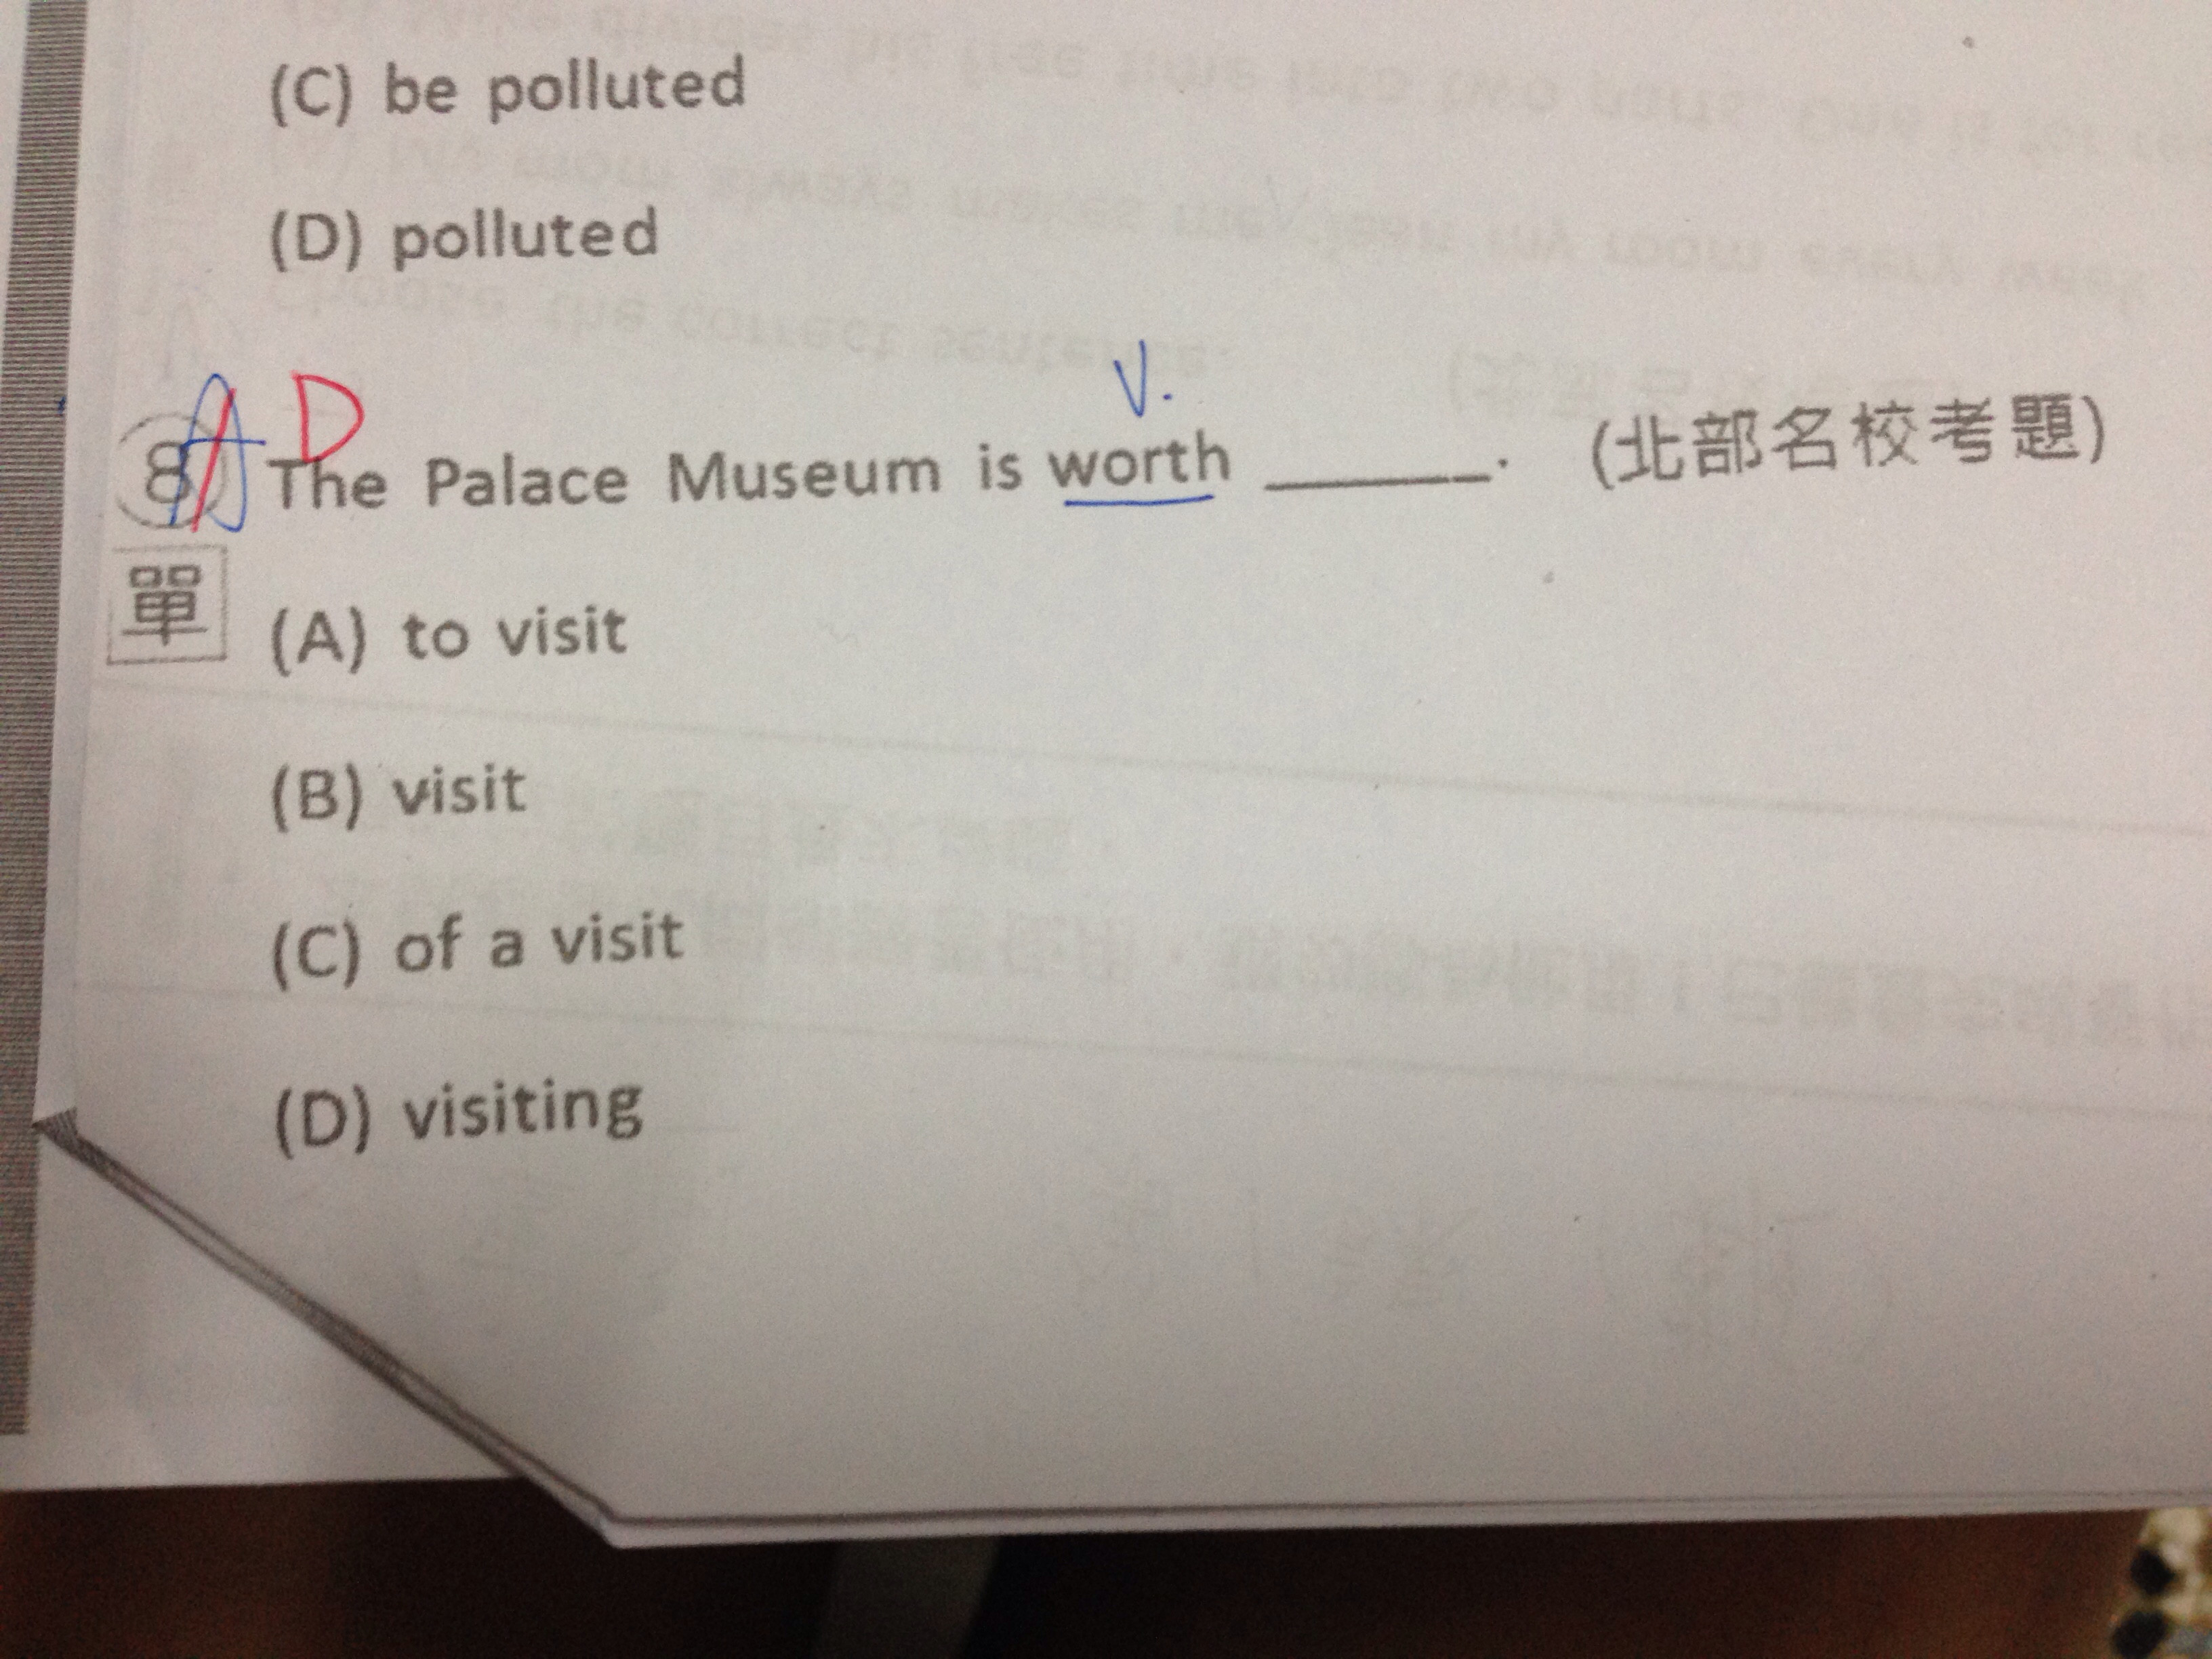 (C) be polluted
(D) polluted
V.
A D
8 The Palace Museum is worth ______. (北部名校考題)
單
(A) to visit
(B) visit
(C) of a visit
(D) visiting